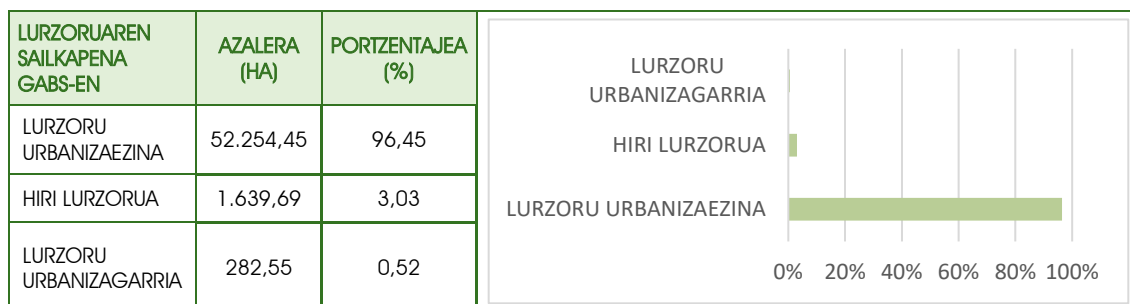 LURZORUAREN
SAILKAPENA
GABS-EN
AZALERA
(HA)
PORTZENTAJEA
(%)
LURZORU
URBANIZAEZINA
52.254,45
96,45
HIRI LURZORUA
1.639,69
3,03
LURZORU
URBANIZAGARRIA
282,55
0,52
LURZORU
URBANIZAGARRIA
HIRI LURZORUA
LURZORU URBANIZAEZINA
0% 20% 40% 60% 80% 100%